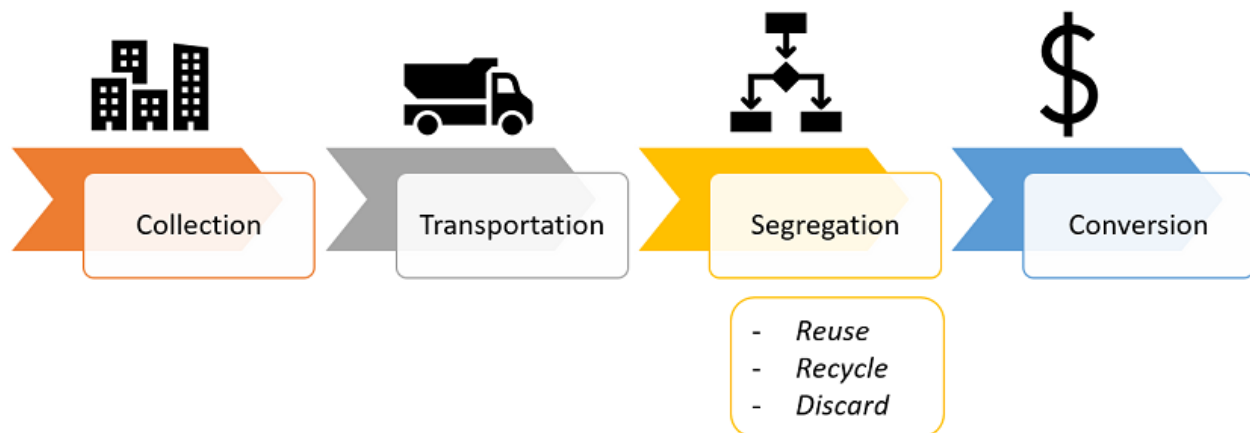 Collection
Transportation
Segregation
Conversion
- Reuse
- Recycle
- Discard